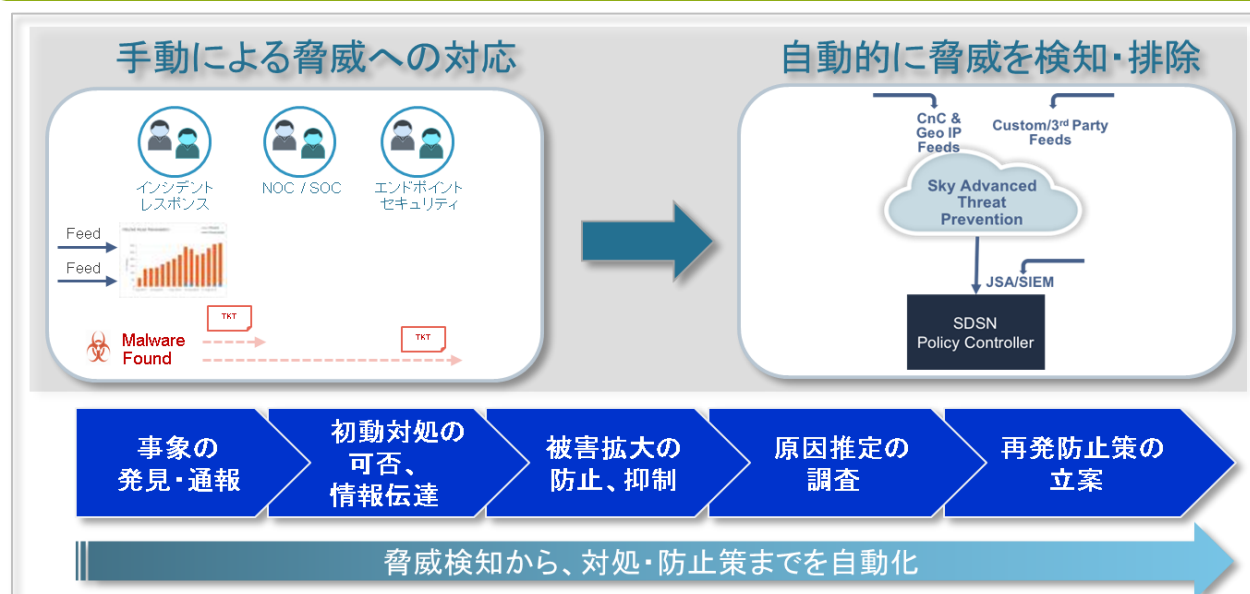 手動による脅威への対応
インシデント
レスポンス
NOC / SOC
エンドポイント
セキュリティ
Feed
Feed
TKT
TKT
Malware
Found
自動的に脅威を検知・排除
CnC &
Geo IP
Feeds
Custom/3rd Party
Feeds
Sky Advanced
Threat
Prevention
JSA/SIEM
SDSN
Policy Controller
事象の
発見・通報
初動対処の
可否、
情報伝達
被害拡大の
防止、抑制
原因推定の
調査
再発防止策の
立案
脅威検知から、対処・防止策までを自動化